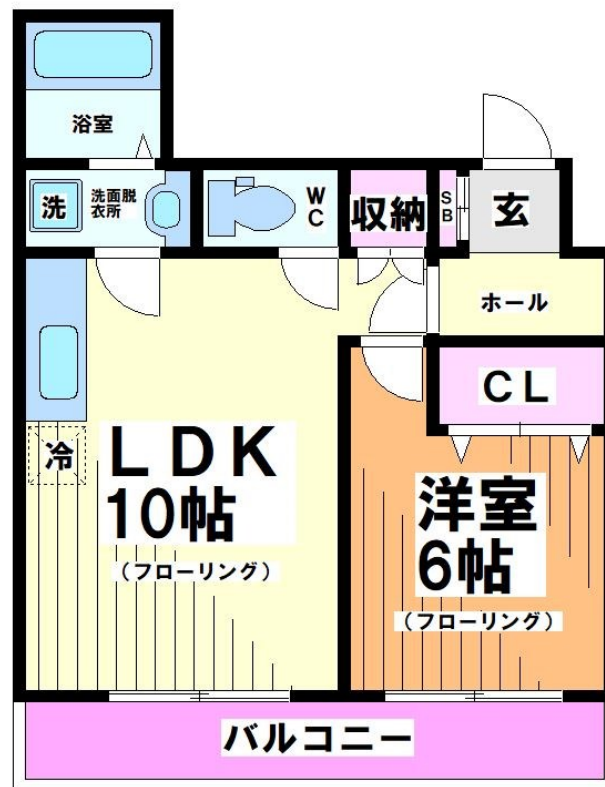 浴室
洗
洗面脱
衣所
WC
収納
SB
玄
ホール
CL
冷
LDK
10帖
(フローリング)
洋室
6帖
(フローリング)
バルコニー